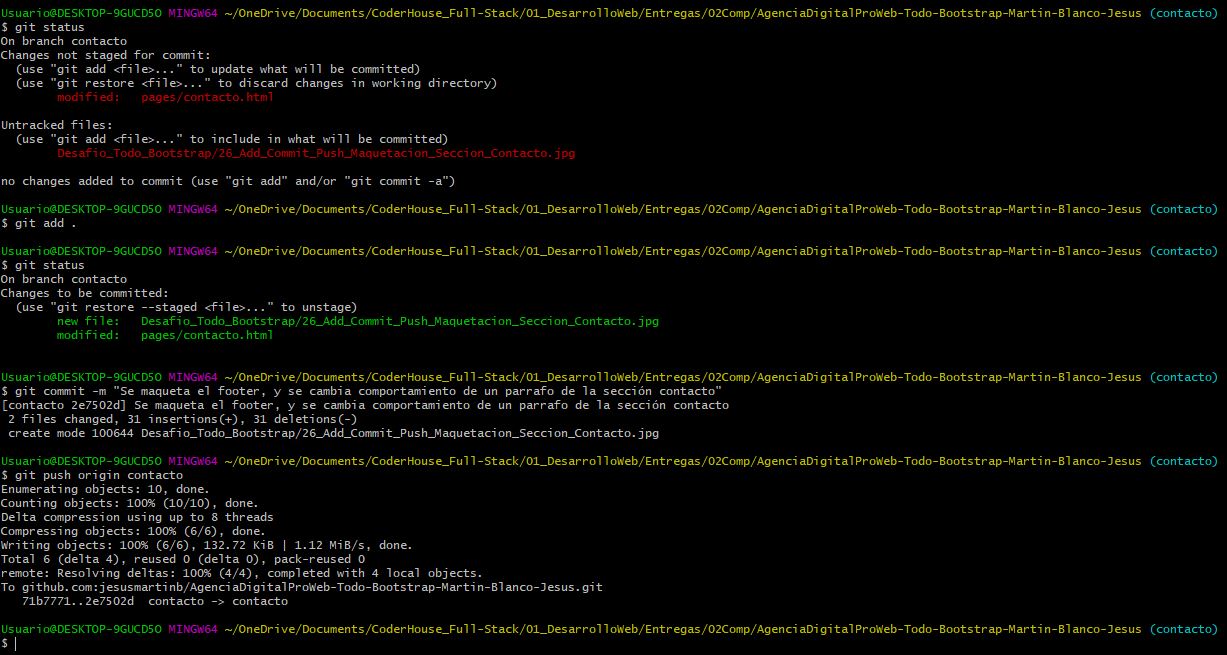 Usuario@DESKTOP-9GUCD5O MINGW64 ~/OneDrive/Documents/CoderHouse_Full-Stack/01_DesarrolloWeb/Entregas/02Comp/AgenciaDigitalProWeb-Todo-Bootstrap-Martin-Blanco-Jesus (contacto)
$ git status
On branch contacto
Changes not staged for commit:
  (use "git add <file>..." to update what will be committed)
  (use "git restore <file>..." to discard changes in working directory)
        modified:   pages/contacto.html

Untracked files:
  (use "git add <file>..." to include in what will be committed)
        Desafio_Todo_Bootstrap/26_Add_Commit_Push_Maquetacion_Seccion_Contacto.jpg

no changes added to commit (use "git add" and/or "git commit -a")

Usuario@DESKTOP-9GUCD5O MINGW64 ~/OneDrive/Documents/CoderHouse_Full-Stack/01_DesarrolloWeb/Entregas/02Comp/AgenciaDigitalProWeb-Todo-Bootstrap-Martin-Blanco-Jesus (contacto)
$ git add .

Usuario@DESKTOP-9GUCD5O MINGW64 ~/OneDrive/Documents/CoderHouse_Full-Stack/01_DesarrolloWeb/Entregas/02Comp/AgenciaDigitalProWeb-Todo-Bootstrap-Martin-Blanco-Jesus (contacto)
$ git status
On branch contacto
Changes to be committed:
  (use "git restore --staged <file>..." to unstage)
        new file:   Desafio_Todo_Bootstrap/26_Add_Commit_Push_Maquetacion_Seccion_Contacto.jpg
        modified:   pages/contacto.html

Usuario@DESKTOP-9GUCD5O MINGW64 ~/OneDrive/Documents/CoderHouse_Full-Stack/01_DesarrolloWeb/Entregas/02Comp/AgenciaDigitalProWeb-Todo-Bootstrap-Martin-Blanco-Jesus (contacto)
$ git commit -m "Se maqueta el footer, y se cambia comportamiento de un parrafo de la sección contacto"
[contacto 2e7502d] Se maqueta el footer, y se cambia comportamiento de un parrafo de la sección contacto
 2 files changed, 31 insertions(+), 31 deletions(-)
 create mode 100644 Desafio_Todo_Bootstrap/26_Add_Commit_Push_Maquetacion_Seccion_Contacto.jpg

Usuario@DESKTOP-9GUCD5O MINGW64 ~/OneDrive/Documents/CoderHouse_Full-Stack/01_DesarrolloWeb/Entregas/02Comp/AgenciaDigitalProWeb-Todo-Bootstrap-Martin-Blanco-Jesus (contacto)
$ git push origin contacto
Enumerating objects: 10, done.
Counting objects: 100% (10/10), done.
Delta compression using up to 8 threads
Compressing objects: 100% (6/6), done.
Writing objects: 100% (6/6), 132.72 KiB | 1.12 MiB/s, done.
Total 6 (delta 4), reused 0 (delta 0), pack-reused 0
remote: Resolving deltas: 100% (4/4), completed with 4 local objects.
To github.com:jesusmartinb/AgenciaDigitalProWeb-Todo-Bootstrap-Martin-Blanco-Jesus.git
   71b7771..2e7502d  contacto -> contacto

Usuario@DESKTOP-9GUCD5O MINGW64 ~/OneDrive/Documents/CoderHouse_Full-Stack/01_DesarrolloWeb/Entregas/02Comp/AgenciaDigitalProWeb-Todo-Bootstrap-Martin-Blanco-Jesus (contacto)
$